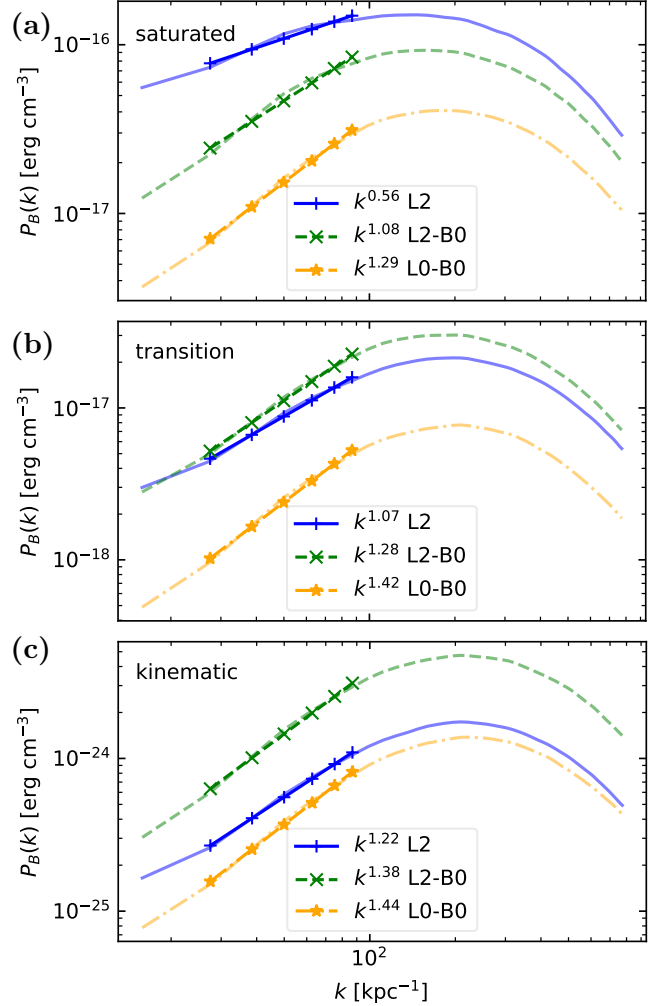 (a)
saturated
10⁻¹⁶
10⁻¹⁷
P_B(k) [erg cm⁻³]
k^0.56 L2
k^1.08 L2-B0
k^1.29 L0-B0
(b)
transition
10⁻¹⁷
10⁻¹⁸
P_B(k) [erg cm⁻³]
k^1.07 L2
k^1.28 L2-B0
k^1.42 L0-B0
(c)
kinematic
10⁻²⁴
10⁻²⁵
P_B(k) [erg cm⁻³]
k^1.22 L2
k^1.38 L2-B0
k^1.44 L0-B0
10²
k [kpc⁻¹]